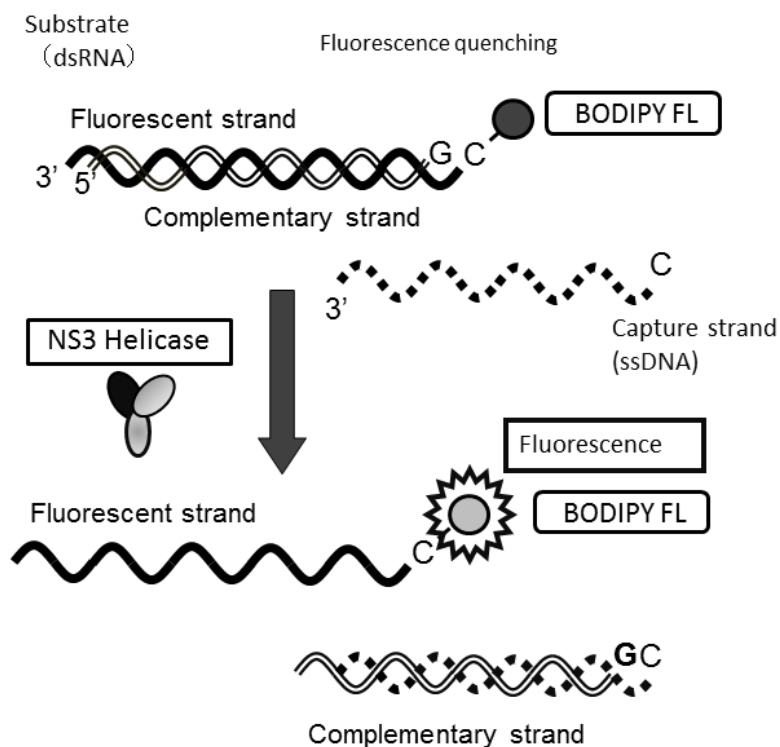 Substrate
（dsRNA）
Fluorescence quenching
BODIPY FL
Fluorescent strand
G C
3’ 5’
Complementary strand
C
3’
Capture strand
(ssDNA)
NS3 Helicase
Fluorescence
Fluorescent strand
BODIPY FL
C
GC
Complementary strand